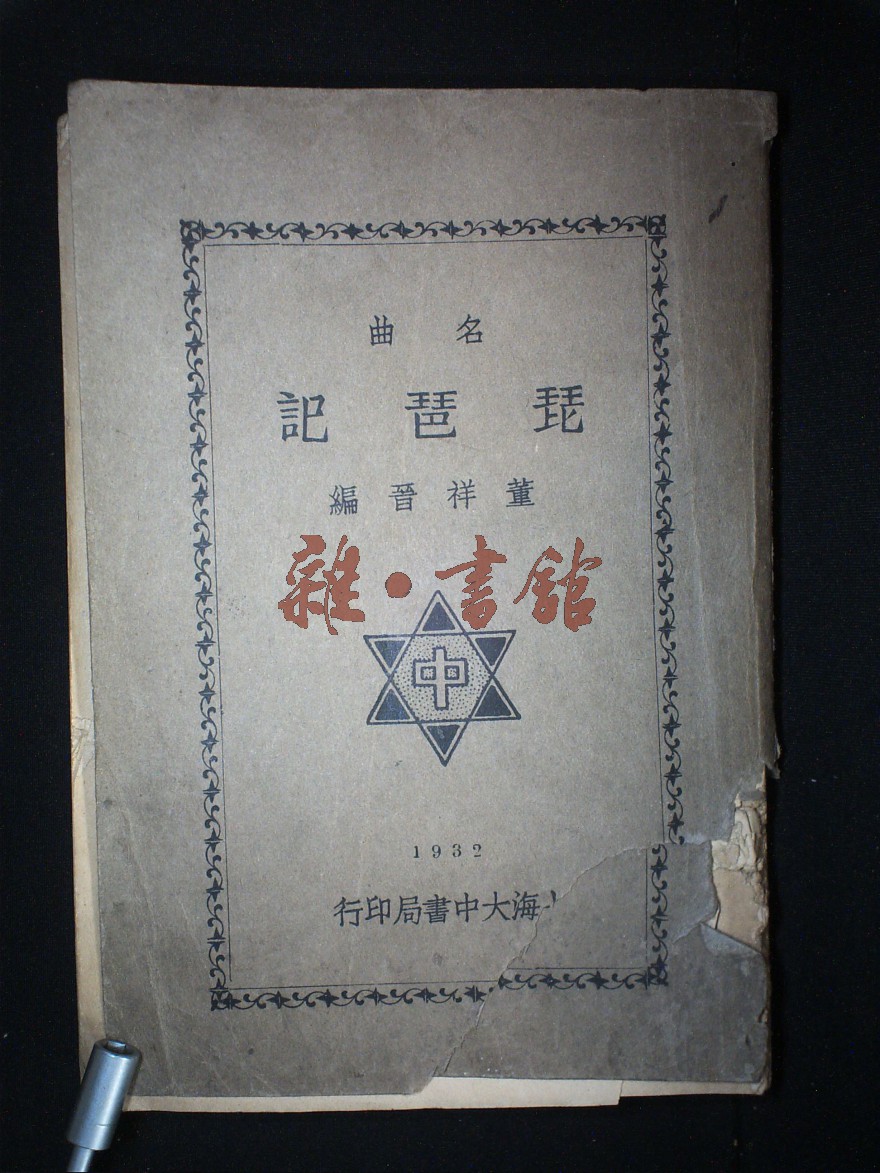 名曲
琵琶記
董祥晉編
雜·書館
中
1932
海大中書局印行